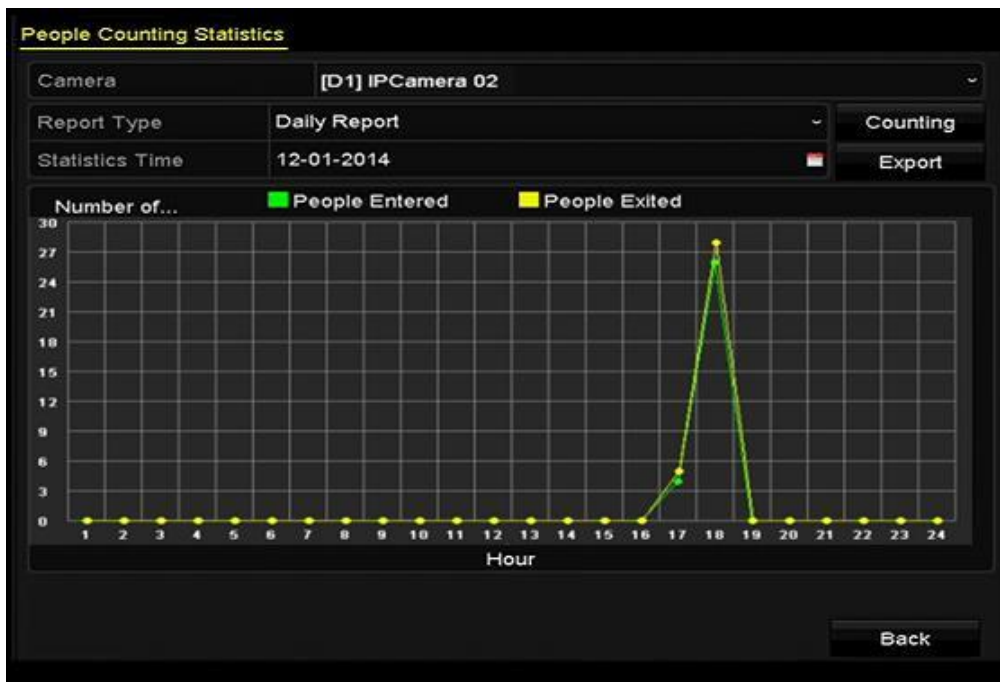 People Counting Statistics
Camera [D1] IPCamera 02
Report Type Daily Report Counting
Statistics Time 12-01-2014 Export
Number of... People Entered People Exited
30
27
24
21
18
15
12
9
6
3
0
1 2 3 4 5 6 7 8 9 10 11 12 13 14 15 16 17 18 19 20 21 22 23 24
Hour
Back